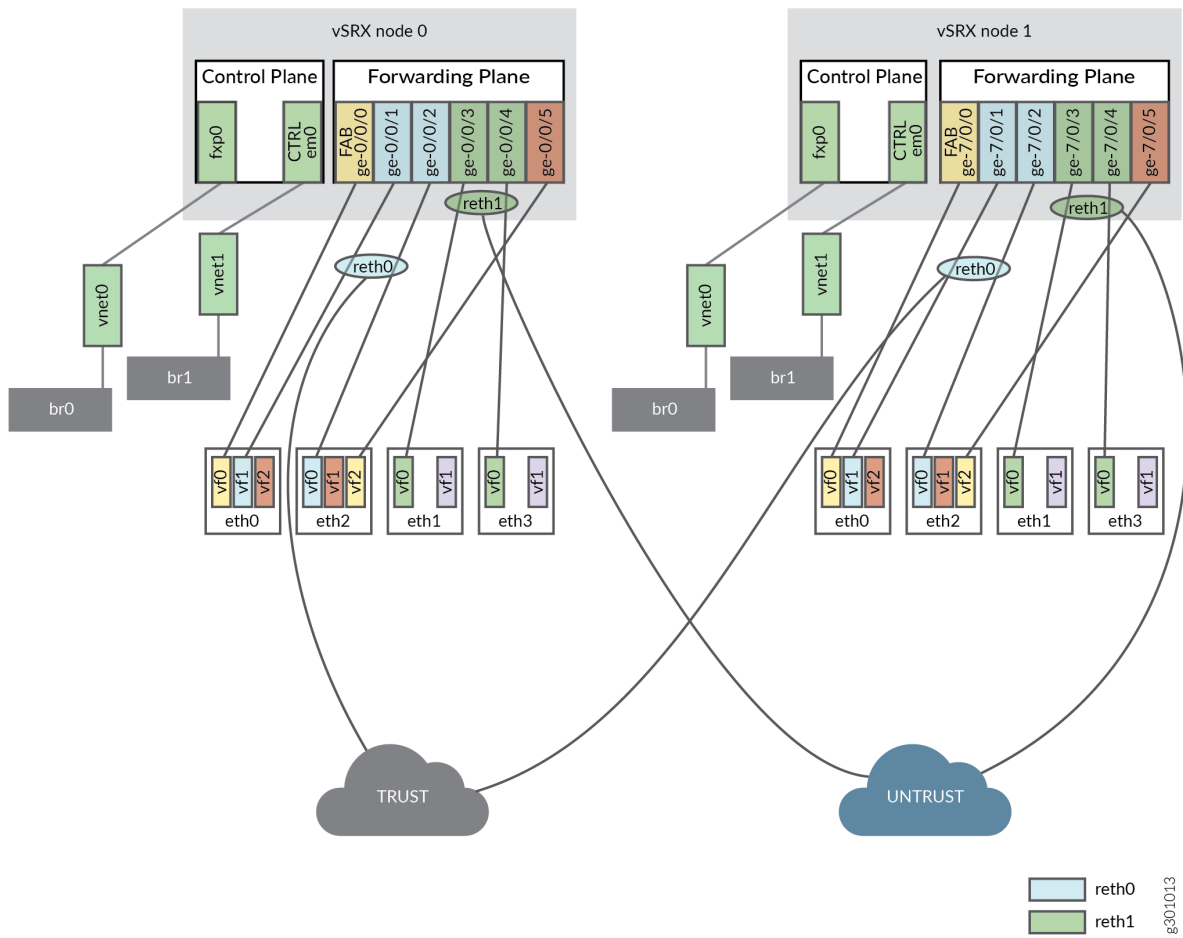 vSRX node 0
Control Plane
Forwarding Plane
fxp0
CTRL
em0
FAB
ge-0/0/0
ge-0/0/1
ge-0/0/2
ge-0/0/3
ge-0/0/4
ge-0/0/5
reth1
reth0
vnet1
vnet0
br1
br0
vf0
vf1
vf2
eth0
vf0
vf1
vf2
eth2
vf0
vf1
eth1
vf0
vf1
eth3
vSRX node 1
Control Plane
Forwarding Plane
fxp0
CTRL
em0
FAB
ge-7/0/0
ge-7/0/1
ge-7/0/2
ge-7/0/3
ge-7/0/4
ge-7/0/5
reth1
reth0
vnet1
vnet0
br1
br0
vf0
vf1
vf2
eth0
vf0
vf1
vf2
eth2
vf0
vf1
eth1
vf0
vf1
eth3
TRUST
UNTRUST
reth0
reth1
g301013